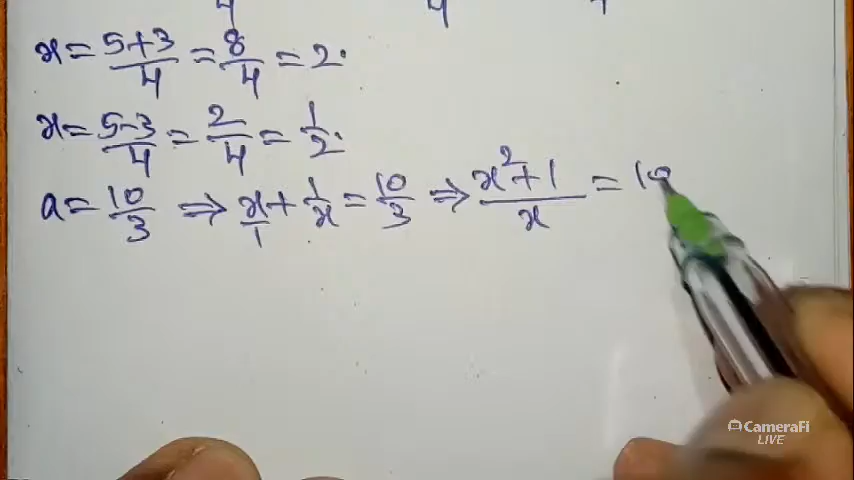 x = 5+3/4 = 8/4 = 2.
x = 5-3/4 = 2/4 = 1/2.
a = 10/3 ⇒ x/1 + 1/x = 10/3 ⇒ x²+1/x = 10
CameraFi
LIVE